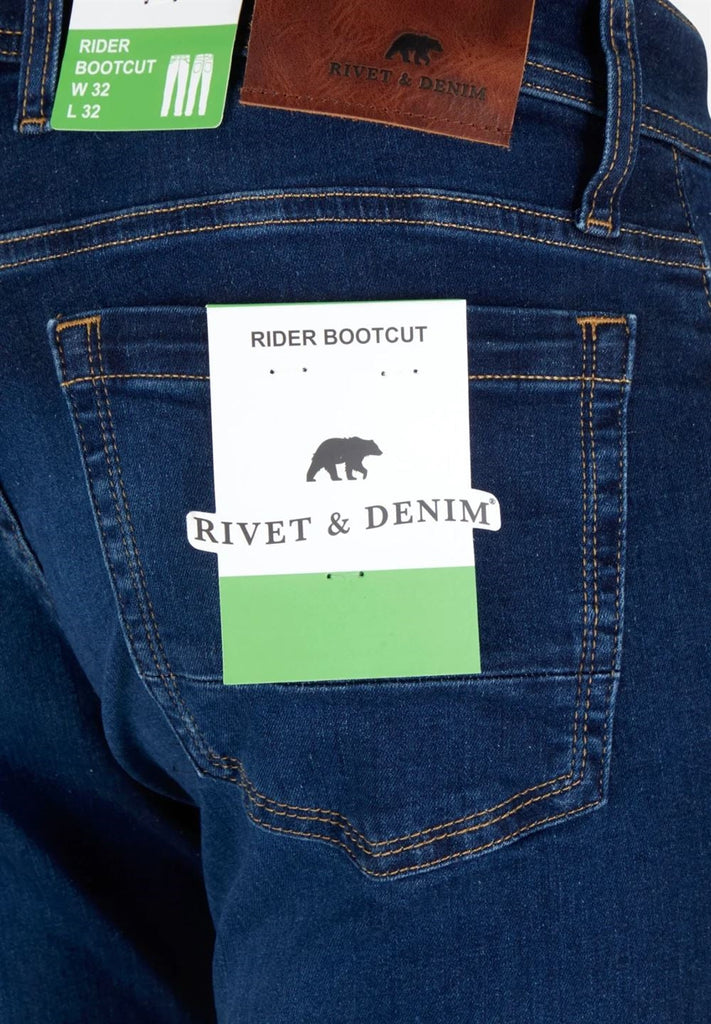 RIDER
BOOTCUT
W 32
L 32
RIVET & DENIM
RIDER BOOTCUT
RIVET & DENIM®